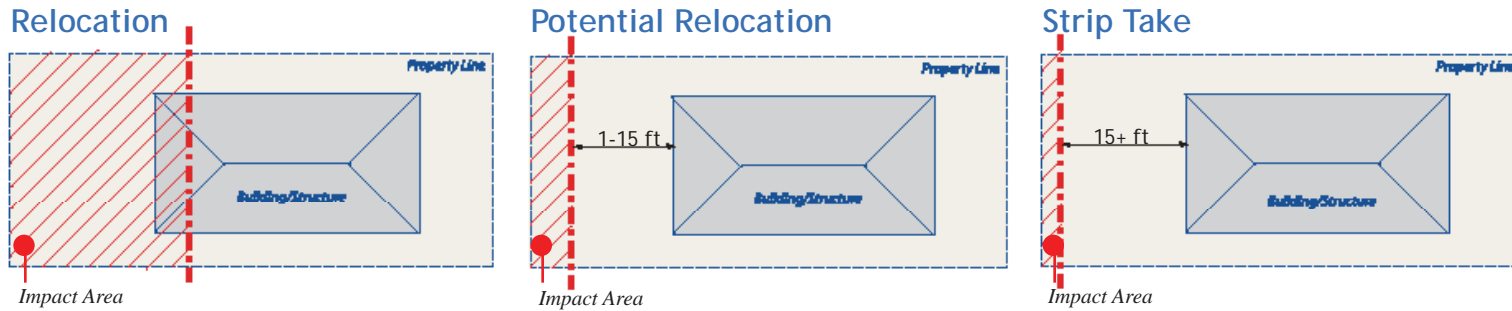 Relocation
Property Line
Building/Structure
Impact Area
Potential Relocation
Property Line
1-15 ft
Building/Structure
Impact Area
Strip Take
Property Line
15+ ft
Building/Structure
Impact Area